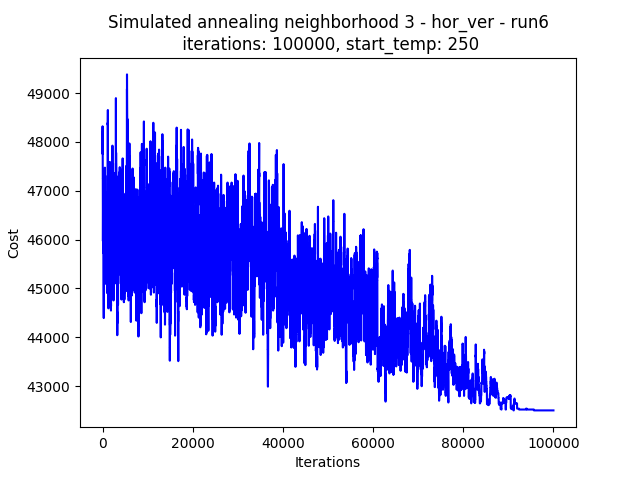 Simulated annealing neighborhood 3 - hor_ver - run6
iterations: 100000, start_temp: 250
49000
48000
47000
46000
45000
44000
43000
Cost
0 20000 40000 60000 80000 100000
Iterations